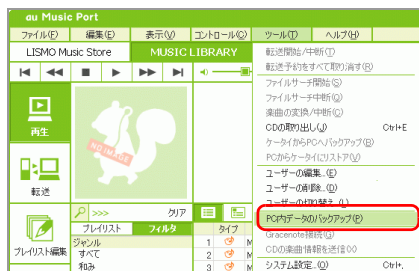 au Music Port
ファイル(F) 編集(E) 表示(V) コントロール(C) ツール(T) ヘルプ(H)
LISMO Music Store MUSIC LIBRARY
転送開始/中断(T)
転送予約をすべて取り消す(R)
ファイルサーチ開始(S)
ファイルサーチ中断(Q)
楽曲の変換/中断(C)
CDの取り出し(J) Ctrl+E
ケータイからPCへバックアップ(B)
PCからケータイにリストア(V)
ユーザーの編集...(E)
ユーザーの削除...(D)
ユーザーの切り替え...(L)
PC内データのバックアップ(P)
Gracenote接続(G)
CDの楽曲情報を送信(X)
システム設定...(O) Ctrl+,
再生
転送
プレイリスト編集
NO IMAGE
>>> クリア
プレイリスト フィルタ タイプ
ジャンル 1 M
すべて 2 M
和み 3 M